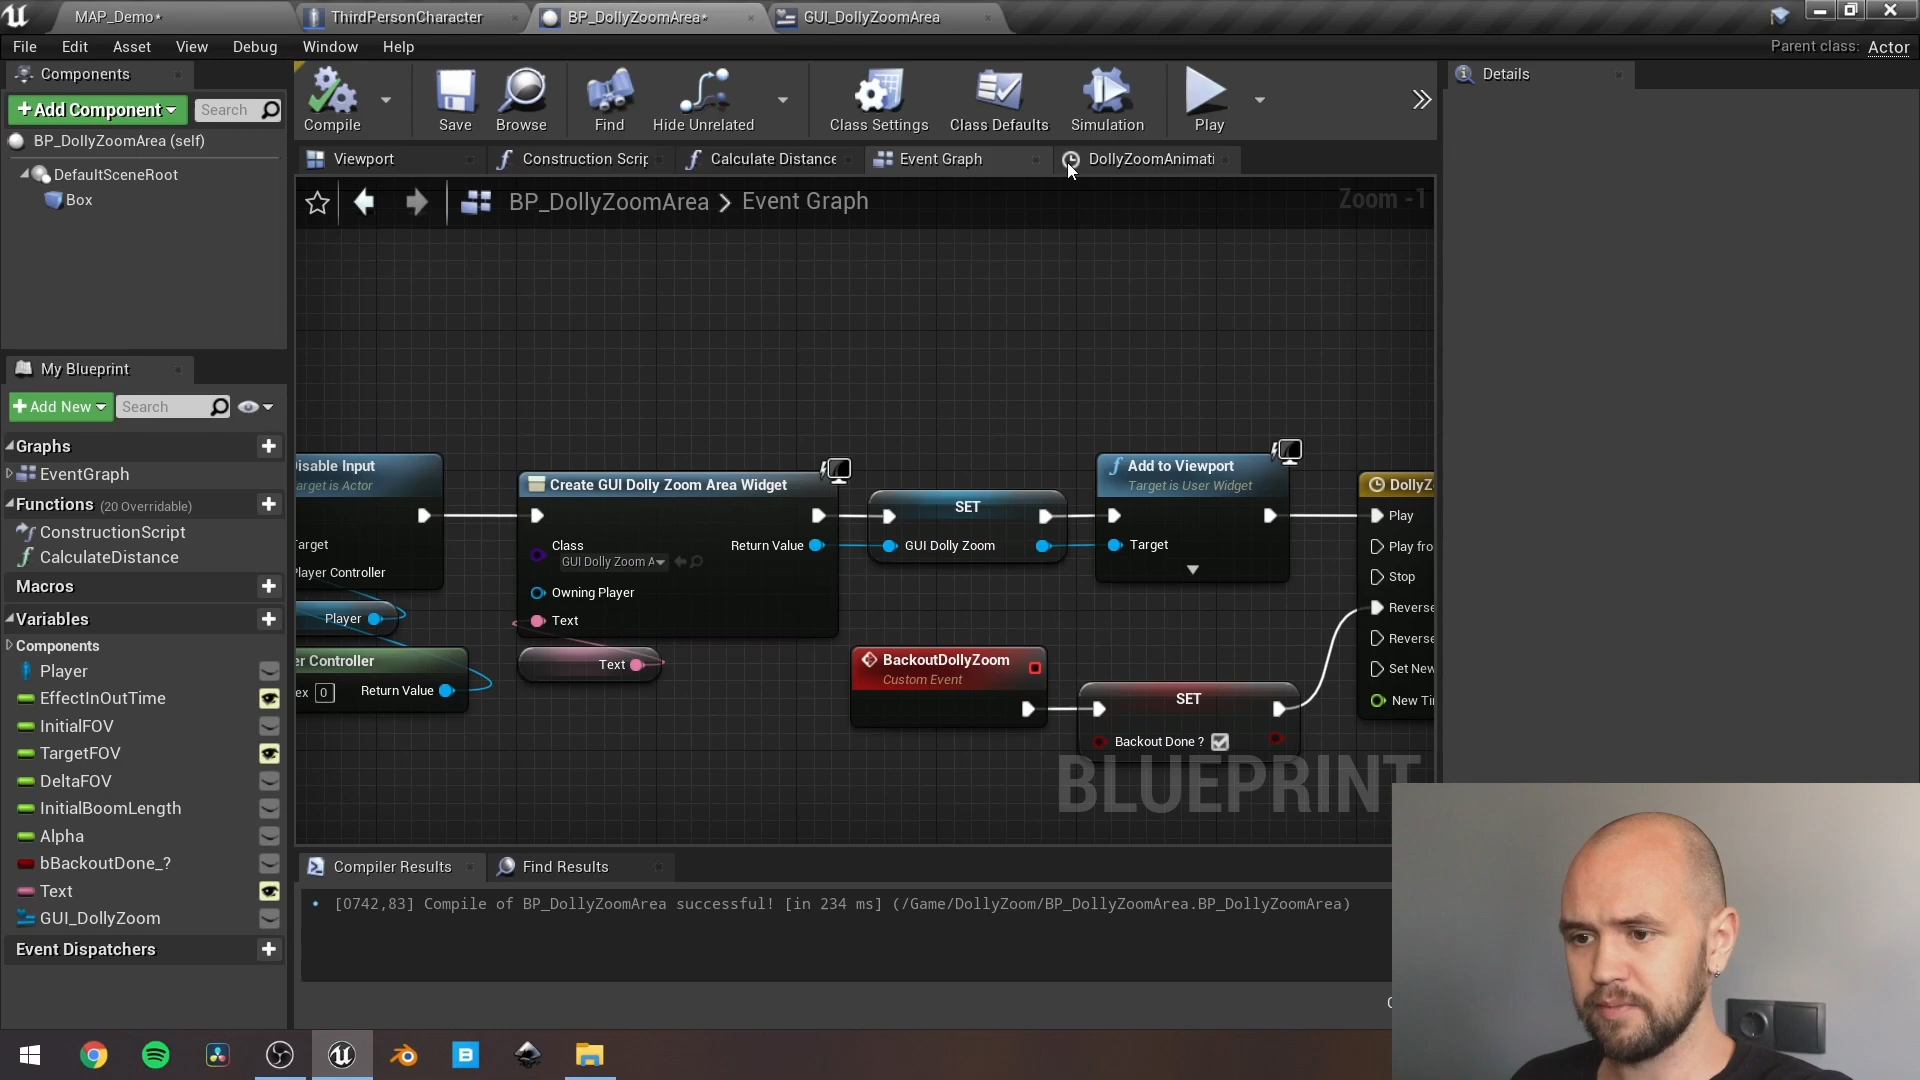 MAP_Demo*
ThirdPersonCharacter
BP_DollyZoomArea*
GUI_DollyZoomArea
File Edit Asset View Debug Window Help
Parent class: Actor
Components
+Add Component
Search
BP_DollyZoomArea (self)
DefaultSceneRoot
Box
Compile
Save
Browse
Find
Hide Unrelated
Class Settings
Class Defaults
Simulation
Play
Details
Viewport
Construction Scrip
Calculate Distance
Event Graph
DollyZoomAnimati
BP_DollyZoomArea > Event Graph
Zoom -1
My Blueprint
+Add New
Search
Graphs
EventGraph
Functions (20 Overridable)
ConstructionScript
CalculateDistance
Macros
Variables
Components
Player
EffectInOutTime
InitialFOV
TargetFOV
DeltaFOV
InitialBoomLength
Alpha
bBackoutDone_?
Text
GUI_DollyZoom
Event Dispatchers
Disable Input
Target is Actor
Target
Player Controller
Player
er Controller
ex 0
Return Value
Create GUI Dolly Zoom Area Widget
Class
GUI Dolly Zoom A
Return Value
Owning Player
Text
Text
SET
GUI Dolly Zoom
Add to Viewport
Target is User Widget
Target
BackoutDollyZoom
Custom Event
SET
Backout Done ?
DollyZ
Play
Play fro
Stop
Reverse
Reverse
Set New
New Ti
BLUEPRINT
Compiler Results
Find Results
[0742,83] Compile of BP_DollyZoomArea successful! [in 234 ms] (/Game/DollyZoom/BP_DollyZoomArea.BP_DollyZoomArea)